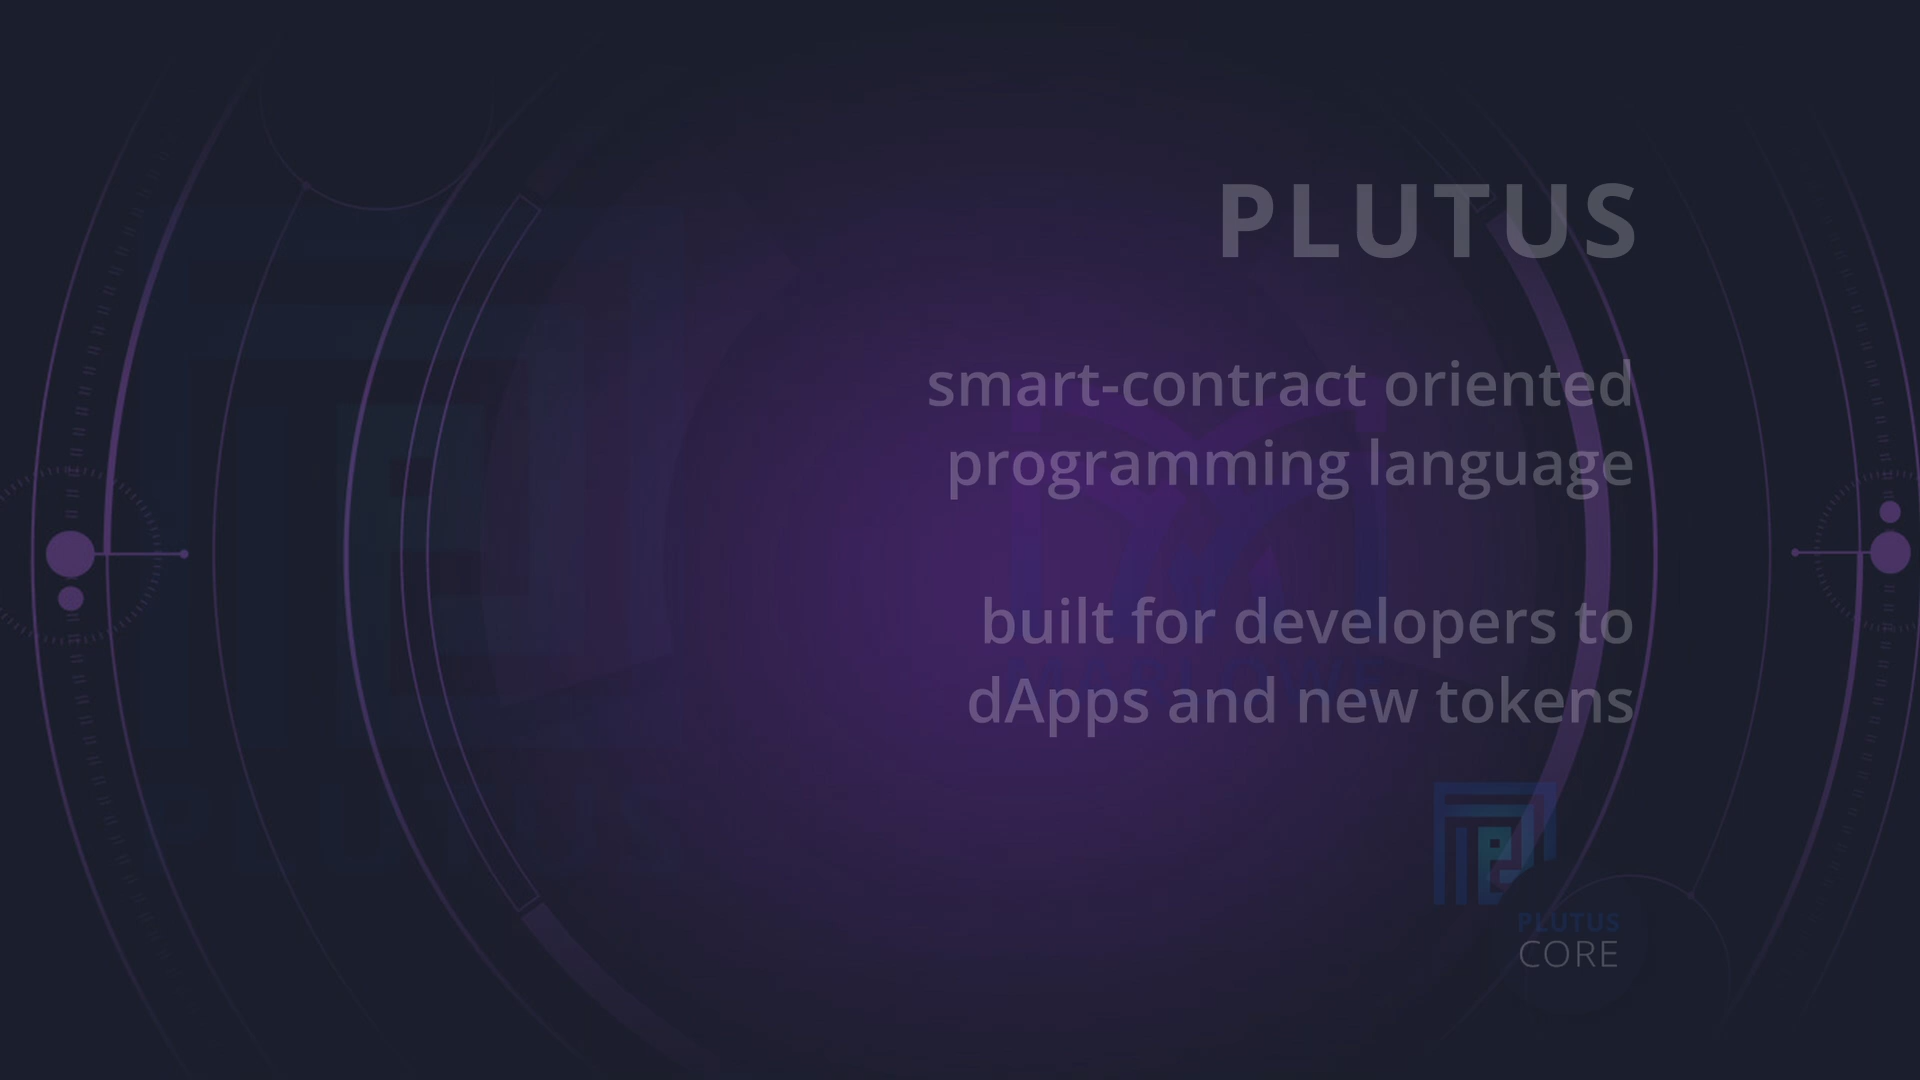 PLUTUS
smart-contract oriented
programming language
built for developers to
dApps and new tokens
PLUTUS
CORE